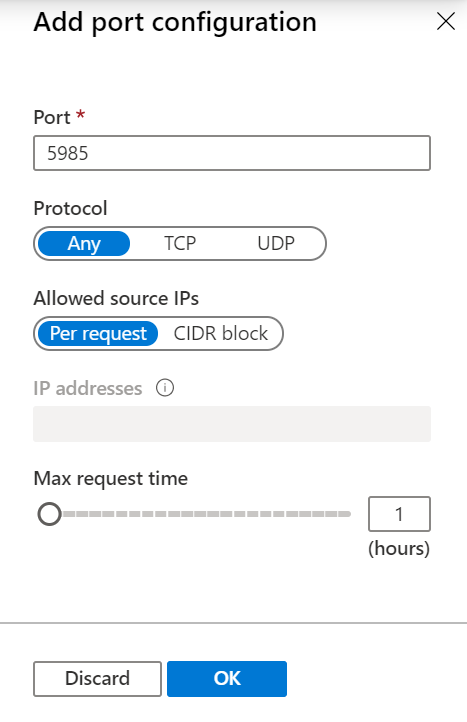 Add port configuration
Port *
5985
Protocol
Any TCP UDP
Allowed source IPs
Per request CIDR block
IP addresses
Max request time
1
(hours)
Discard OK